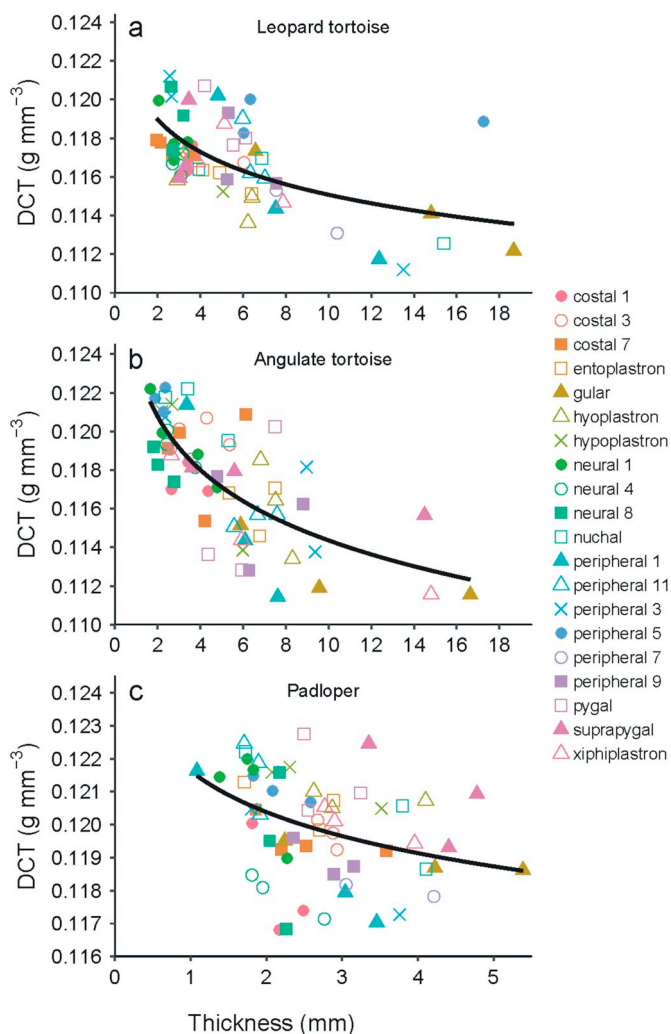 a
Leopard tortoise
0.124
0.122
0.120
0.118
0.116
0.114
0.112
0.110
DCT (g mm⁻³)
0 2 4 6 8 10 12 14 16 18
b
Angulate tortoise
0.124
0.122
0.120
0.118
0.116
0.114
0.112
0.110
DCT (g mm⁻³)
0 2 4 6 8 10 12 14 16 18
c
Padloper
0.124
0.123
0.122
0.121
0.120
0.119
0.118
0.117
0.116
DCT (g mm⁻³)
0 1 2 3 4 5
Thickness (mm)
costal 1
costal 3
costal 7
entoplastron
gular
hyoplastron
hypoplastron
neural 1
neural 4
neural 8
nuchal
peripheral 1
peripheral 11
peripheral 3
peripheral 5
peripheral 7
peripheral 9
pygal
suprapygal
xiphiplastron